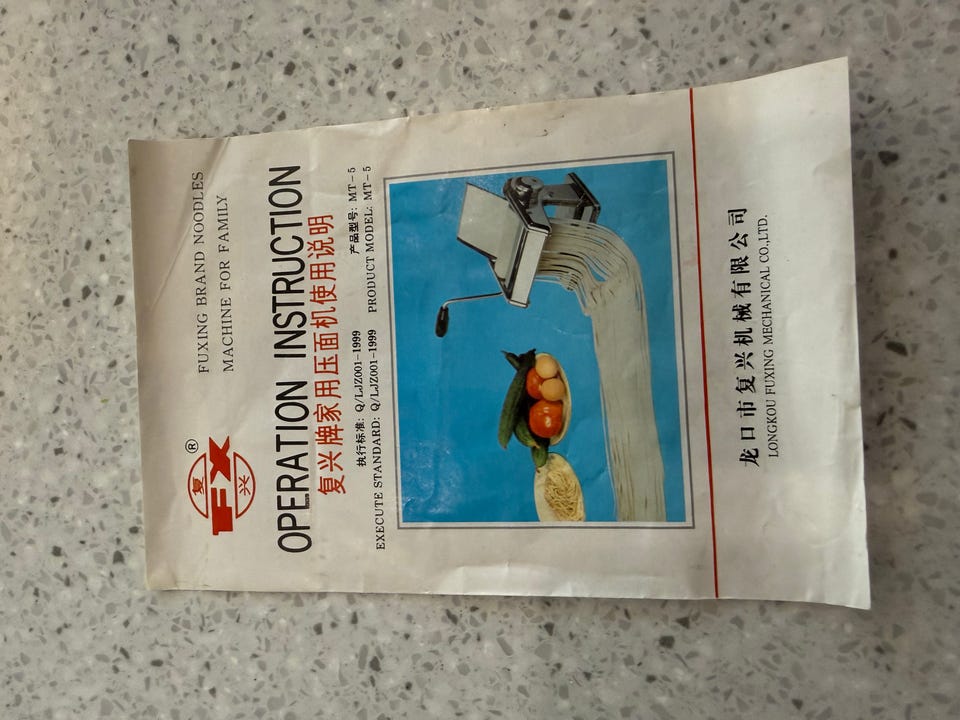 复
FX®
兴
FUXING BRAND NOODLES
MACHINE FOR FAMILY
OPERATION INSTRUCTION
复兴牌家用压面机使用说明
执行标准: Q/LJZ001-1999 产品型号: MT-5
EXECUTE STANDARD: Q/LJZ001-1999 PRODUCT MODEL: MT-5
龙口市复兴机械有限公司
LONGKOU FUXING MECHANICAL CO.,LTD.